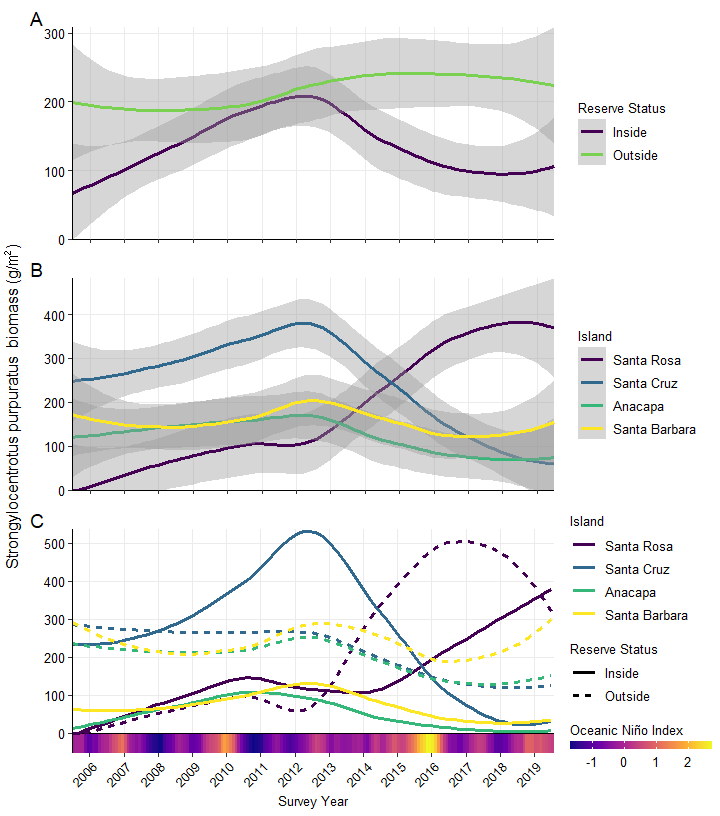 A
300
200
100
0
Reserve Status
Inside
Outside
Strongylocentrotus purpuratus biomass (g/m²)
B
400
300
200
100
0
Island
Santa Rosa
Santa Cruz
Anacapa
Santa Barbara
C
500
400
300
200
100
0
Island
Santa Rosa
Santa Cruz
Anacapa
Santa Barbara
Reserve Status
Inside
Outside
Oceanic Niño Index
-1 0 1 2
2006 2007 2008 2009 2010 2011 2012 2013 2014 2015 2016 2017 2018 2019
Survey Year